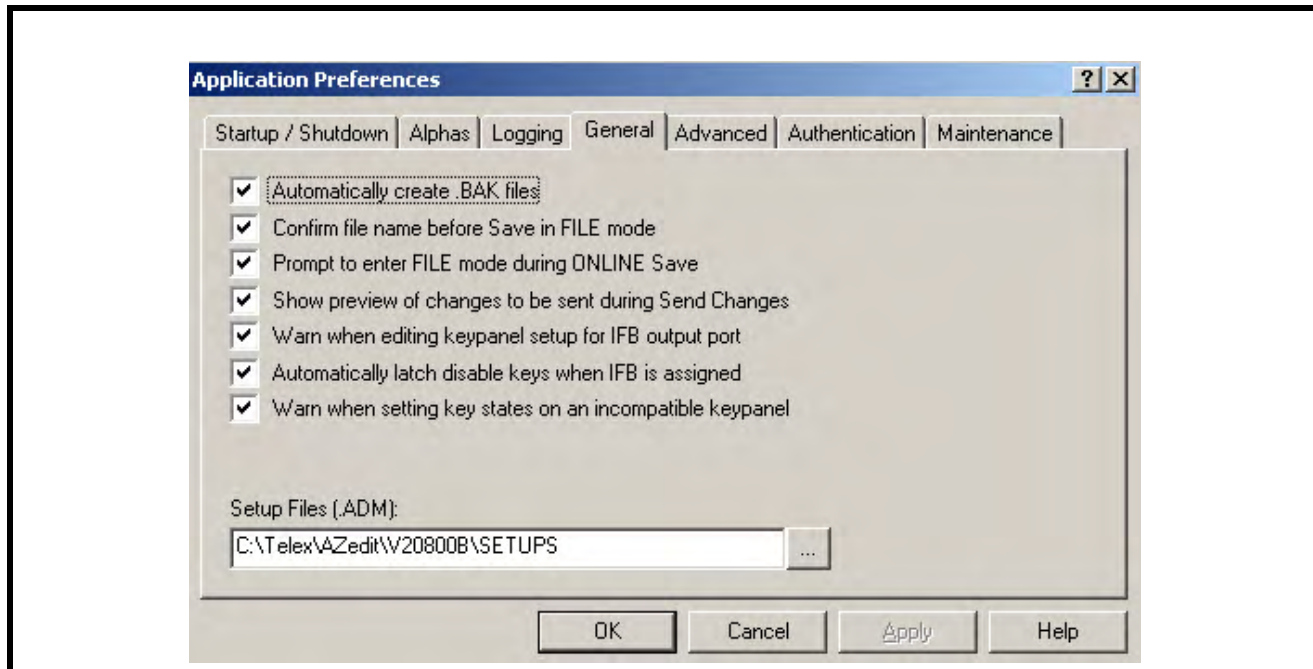 Application Preferences
Startup / Shutdown Alphas Logging General Advanced Authentication Maintenance
Automatically create .BAK files
Confirm file name before Save in FILE mode
Prompt to enter FILE mode during ONLINE Save
Show preview of changes to be sent during Send Changes
Warn when editing keypanel setup for IFB output port
Automatically latch disable keys when IFB is assigned
Warn when setting key states on an incompatible keypanel
Setup Files (.ADM):
C:\Telex\AZedit\V20800B\SETUPS ...
OK Cancel Apply Help